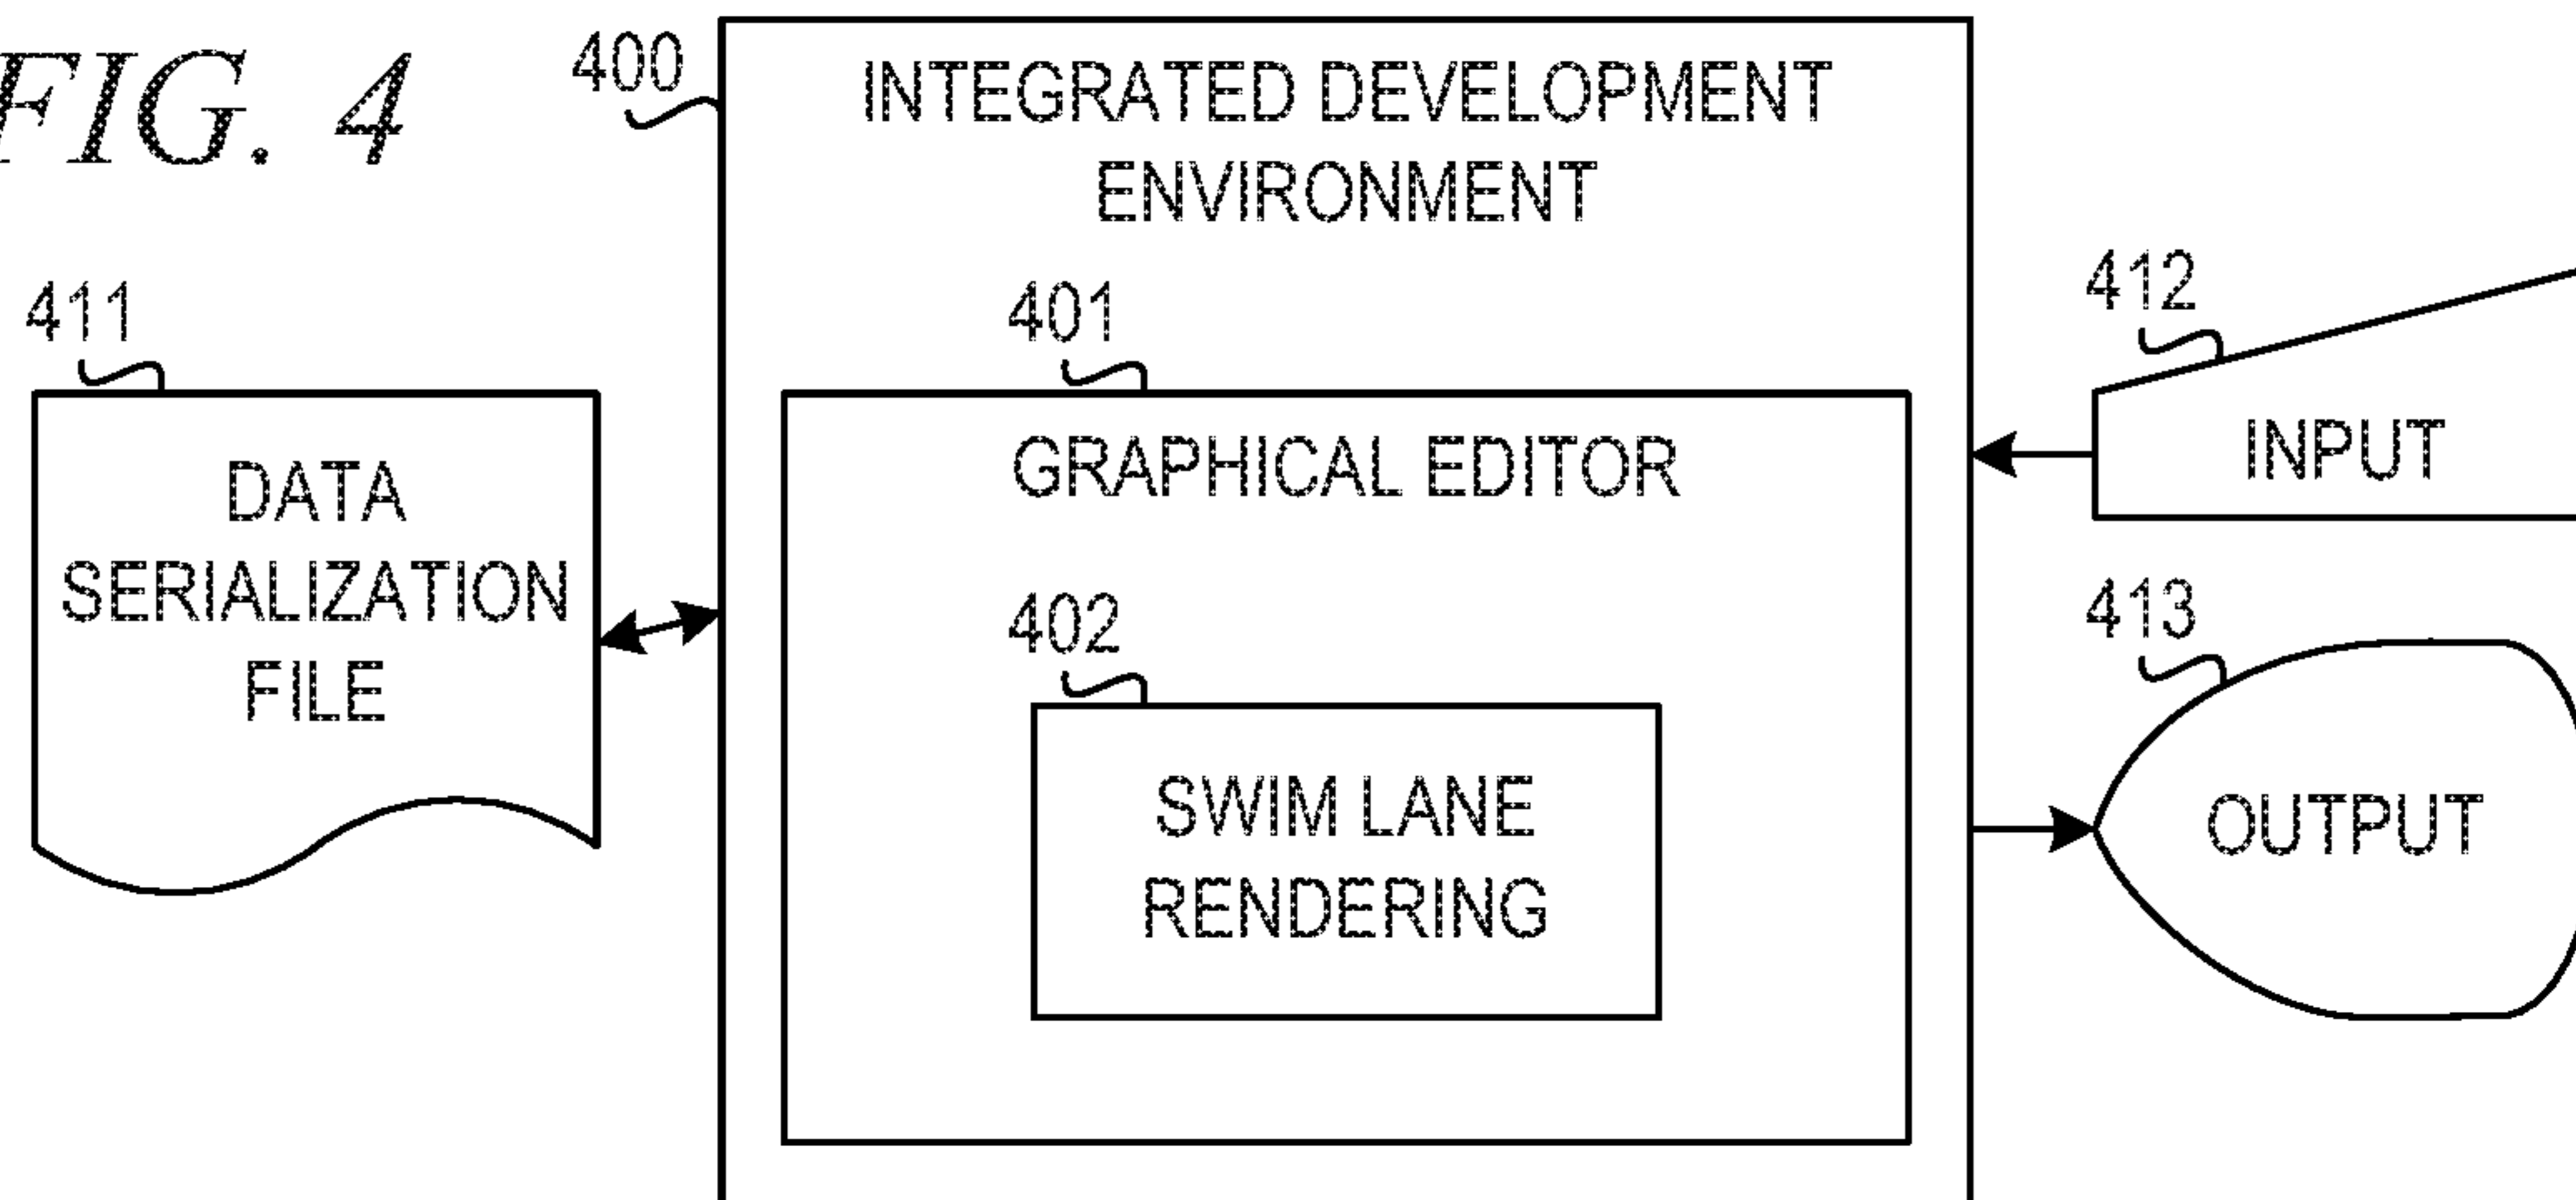 FIG. 4
400
INTEGRATED DEVELOPMENT
ENVIRONMENT
411
DATA
SERIALIZATION
FILE
401
GRAPHICAL EDITOR
402
SWIM LANE
RENDERING
412
INPUT
413
OUTPUT